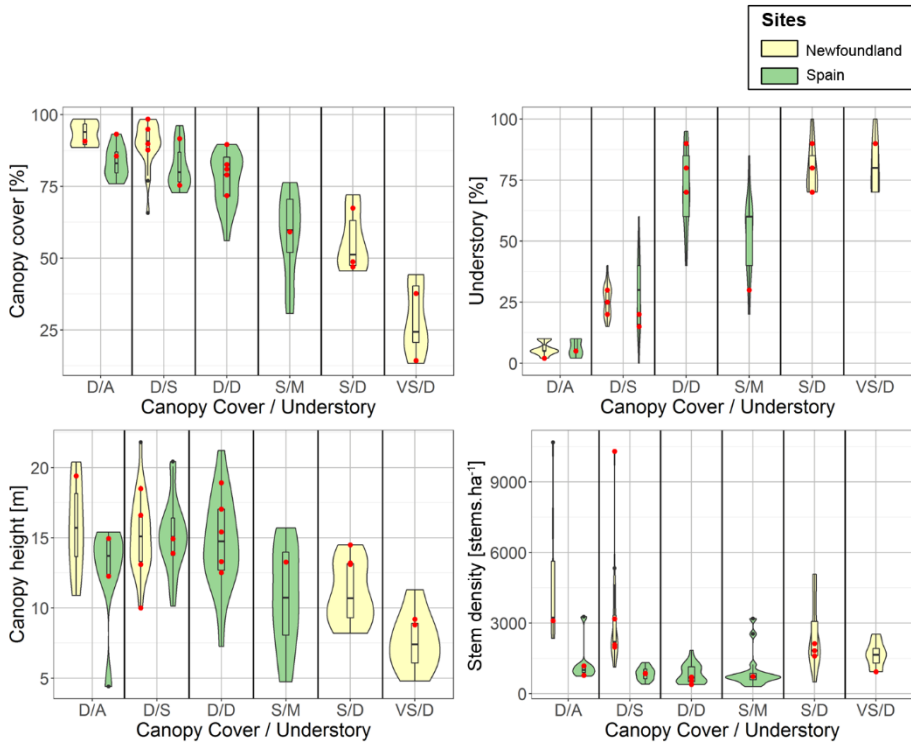 Sites
Newfoundland
Spain
Canopy cover [%]
100
75
50
25
D/A D/S D/D S/M S/D VS/D
Canopy Cover / Understory
Understory [%]
100
75
50
25
0
D/A D/S D/D S/M S/D VS/D
Canopy Cover / Understory
Canopy height [m]
20
15
10
5
D/A D/S D/D S/M S/D VS/D
Canopy Cover / Understory
Stem density [stems.ha⁻¹]
9000
6000
3000
0
D/A D/S D/D S/M S/D VS/D
Canopy Cover / Understory